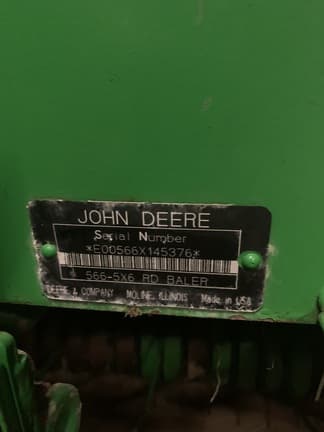 JOHN DEERE
Serial Number
*E00566X145376*
566-5X6 RD BALER
DEERE & COMPANY MOLINE, ILLINOIS Made in USA